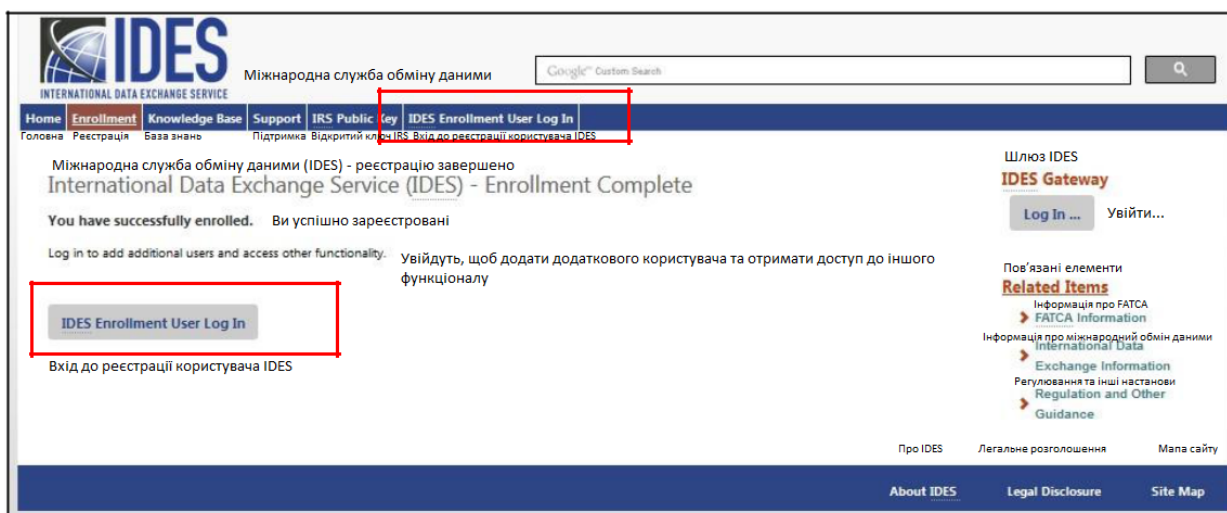 IDES
INTERNATIONAL DATA EXCHANGE SERVICE
Міжнародна служба обміну даними
Google™ Custom Search
Home Enrollment Knowledge Base Support IRS Public Key IDES Enrollment User Log In
Головна Реєстрація База знань Підтримка Відкритий ключ IRS Вхід до реєстрації користувача IDES
Міжнародна служба обміну даними (IDES) - реєстрацію завершено
International Data Exchange Service (IDES) - Enrollment Complete
You have successfully enrolled. Ви успішно зареєстровані
Log in to add additional users and access other functionality.
Увійдуть, щоб додати додаткового користувача та отримати доступ до іншого
функціоналу
IDES Enrollment User Log In
Вхід до реєстрації користувача IDES
Шлюз IDES
IDES Gateway
Log In ... Увійти...
Пов’язані елементи
Related Items
Інформація про FATCA
FATCA Information
Інформація про міжнародний обмін даними
International Data
Exchange Information
Регулювання та інші настанови
Regulation and Other
Guidance
Про IDES Легальне розголошення Мапа сайту
About IDES Legal Disclosure Site Map